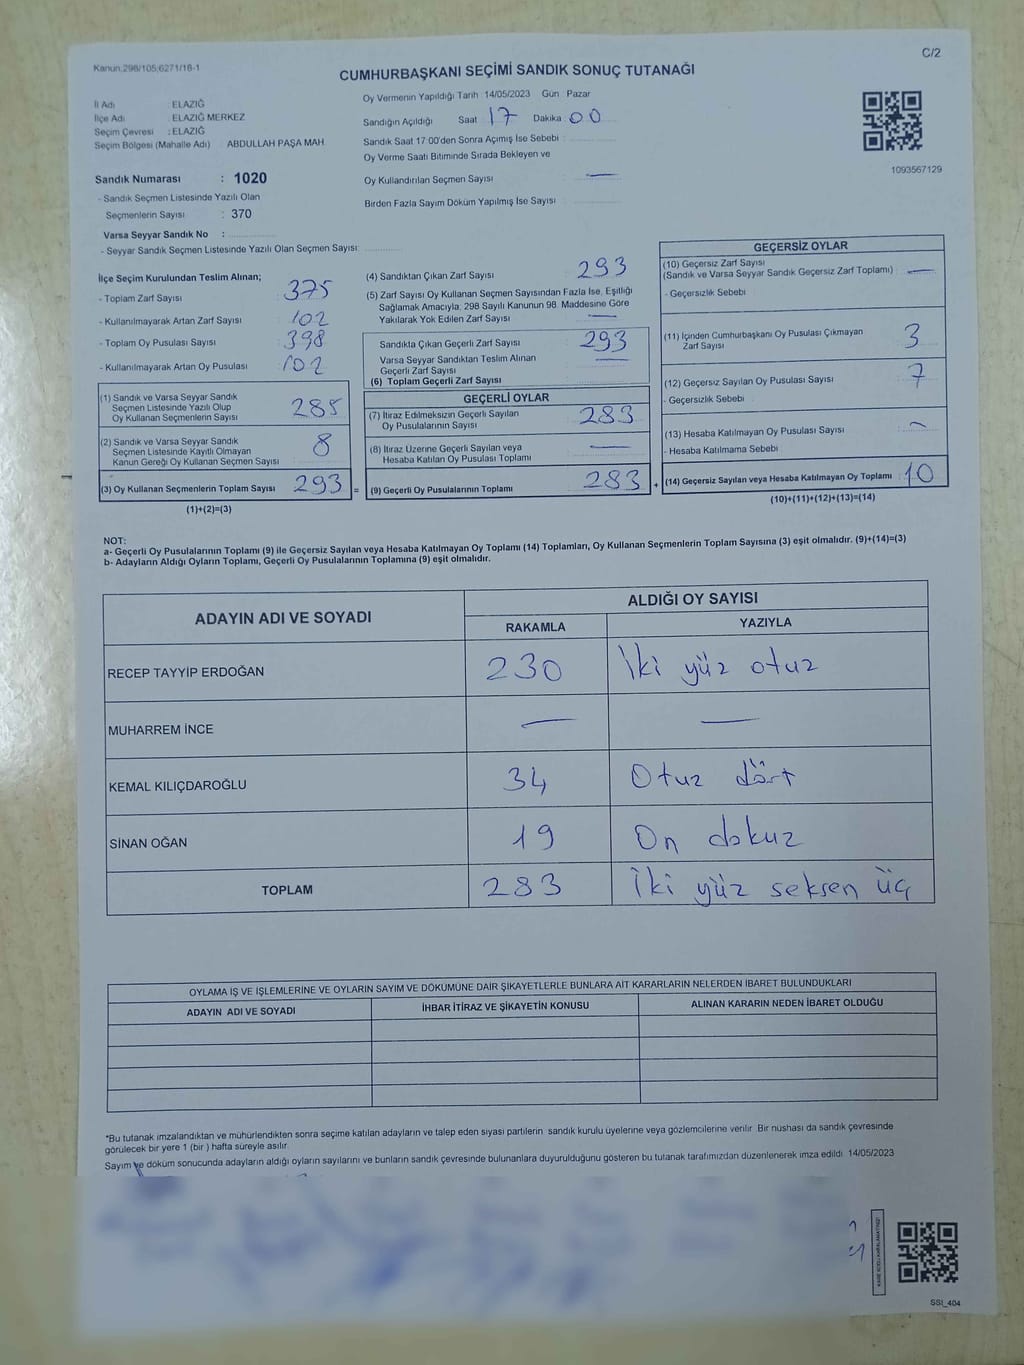 Kanun.298/105;6271/16-1
C/2
CUMHURBAŞKANI SEÇİMİ SANDIK SONUÇ TUTANAĞI
İl Adı : ELAZIĞ
İlçe Adı : ELAZIĞ MERKEZ
Seçim Çevresi : ELAZIĞ
Seçim Bölgesi (Mahalle Adı) ABDULLAH PAŞA MAH.
Sandık Numarası : 1020
- Sandık Seçmen Listesinde Yazılı Olan
Seçmenlerin Sayısı : 370
Varsa Seyyar Sandık No :
- Seyyar Sandık Seçmen Listesinde Yazılı Olan Seçmen Sayısı:
Oy Vermenin Yapıldığı Tarih 14/05/2023 Gün : Pazar
Sandığın Açıldığı Saat 17 Dakika 00
Sandık Saat 17:00'den Sonra Açımış İse Sebebi :
Oy Verme Saati Bitiminde Sırada Bekleyen ve
Oy Kullandırılan Seçmen Sayısı : —
Birden Fazla Sayım Döküm Yapılmış İse Sayısı :
1093567129
İlçe Seçim Kurulundan Teslim Alınan;
- Toplam Zarf Sayısı : 375
- Kullanılmayarak Artan Zarf Sayısı : 102
- Toplam Oy Pusulası Sayısı : 398
- Kullanılmayarak Artan Oy Pusulası : 102
(1) Sandık ve Varsa Seyyar Sandık
Seçmen Listesinde Yazılı Olup
Oy Kullanan Seçmenlerin Sayısı : 285
(2) Sandık ve Varsa Seyyar Sandık
Seçmen Listesinde Kayıtlı Olmayan
Kanun Gereği Oy Kullanan Seçmen Sayısı : 8
(3) Oy Kullanan Seçmenlerin Toplam Sayısı : 293 =
(1)+(2)=(3)
(4) Sandıktan Çıkan Zarf Sayısı : 293
(5) Zarf Sayısı Oy Kullanan Seçmen Sayısından Fazla İse, Eşitliği
Sağlamak Amacıyla, 298 Sayılı Kanunun 98. Maddesine Göre
Yakılarak Yok Edilen Zarf Sayısı : —
Sandıkta Çıkan Geçerli Zarf Sayısı : 293
Varsa Seyyar Sandıktan Teslim Alınan
Geçerli Zarf Sayısı : —
(6) Toplam Geçerli Zarf Sayısı :
GEÇERLİ OYLAR
(7) İtiraz Edilmeksizin Geçerli Sayılan
Oy Pusulalarının Sayısı : 283
(8) İtiraz Üzerine Geçerli Sayılan veya
Hesaba Katılan Oy Pusulası Toplamı : —
(9) Geçerli Oy Pusulalarının Toplamı : 283 +
GEÇERSİZ OYLAR
(10) Geçersiz Zarf Sayısı
(Sandık ve Varsa Seyyar Sandık Geçersiz Zarf Toplamı) : —
- Geçersizlik Sebebi :
(11) İçinden Cumhurbaşkanı Oy Pusulası Çıkmayan
Zarf Sayısı : 3
(12) Geçersiz Sayılan Oy Pusulası Sayısı : 7
- Geçersizlik Sebebi :
(13) Hesaba Katılmayan Oy Pusulası Sayısı : —
- Hesaba Katılmama Sebebi :
(14) Geçersiz Sayılan veya Hesaba Katılmayan Oy Toplamı : 10
(10)+(11)+(12)+(13)=(14)
NOT:
a- Geçerli Oy Pusulalarının Toplamı (9) ile Geçersiz Sayılan veya Hesaba Katılmayan Oy Toplamı (14) Toplamları, Oy Kullanan Seçmenlerin Toplam Sayısına (3) eşit olmalıdır. (9)+(14)=(3)
b- Adayların Aldığı Oyların Toplamı, Geçerli Oy Pusulalarının Toplamına (9) eşit olmalıdır.
ADAYIN ADI VE SOYADI
ALDIĞI OY SAYISI
RAKAMLA YAZIYLA
RECEP TAYYİP ERDOĞAN 230 İki yüz otuz
MUHARREM İNCE — —
KEMAL KILIÇDAROĞLU 34 Otuz dört
SİNAN OĞAN 19 On dokuz
TOPLAM 283 İki yüz seksen üç
OYLAMA İŞ VE İŞLEMLERİNE VE OYLARIN SAYIM VE DÖKÜMÜNE DAİR ŞİKAYETLERLE BUNLARA AİT KARARLARIN NELERDEN İBARET BULUNDUKLARI
ADAYIN ADI VE SOYADI İHBAR İTİRAZ VE ŞİKAYETİN KONUSU ALINAN KARARIN NEDEN İBARET OLDUĞU
*Bu tutanak imzalandıktan ve mühürlendikten sonra seçime katılan adayların ve talep eden siyasi partilerin sandık kurulu üyelerine veya gözlemcilerine verilir. Bir nüshası da sandık çevresinde
görülecek bir yere 1 (bir ) hafta süreyle asılır.
Sayım ve döküm sonucunda adayların aldığı oyların sayılarını ve bunların sandık çevresinde bulunanlara duyurulduğunu gösteren bu tutanak tarafımızdan düzenlenerek imza edildi. 14/05/2023
SSI_404